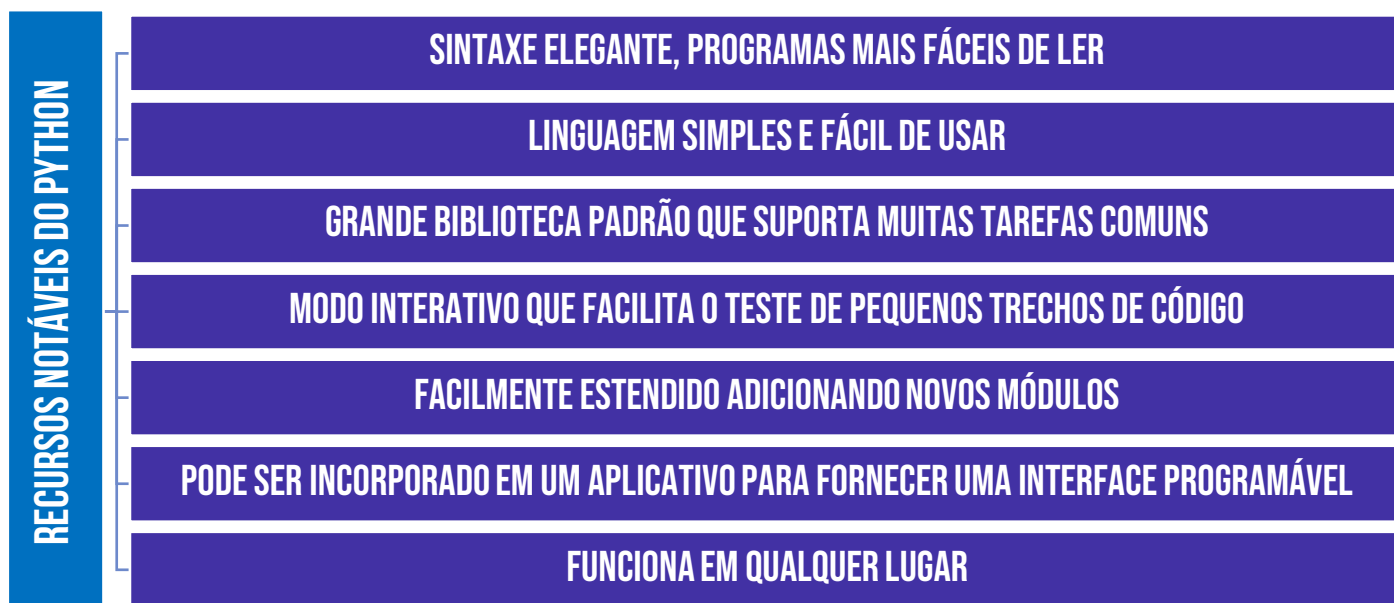 RECURSOS NOTÁVEIS DO PYTHON
SINTAXE ELEGANTE, PROGRAMAS MAIS FÁCEIS DE LER
LINGUAGEM SIMPLES E FÁCIL DE USAR
GRANDE BIBLIOTECA PADRÃO QUE SUPORTA MUITAS TAREFAS COMUNS
MODO INTERATIVO QUE FACILITA O TESTE DE PEQUENOS TRECHOS DE CÓDIGO
FACILMENTE ESTENDIDO ADICIONANDO NOVOS MÓDULOS
PODE SER INCORPORADO EM UM APLICATIVO PARA FORNECER UMA INTERFACE PROGRAMÁVEL
FUNCIONA EM QUALQUER LUGAR